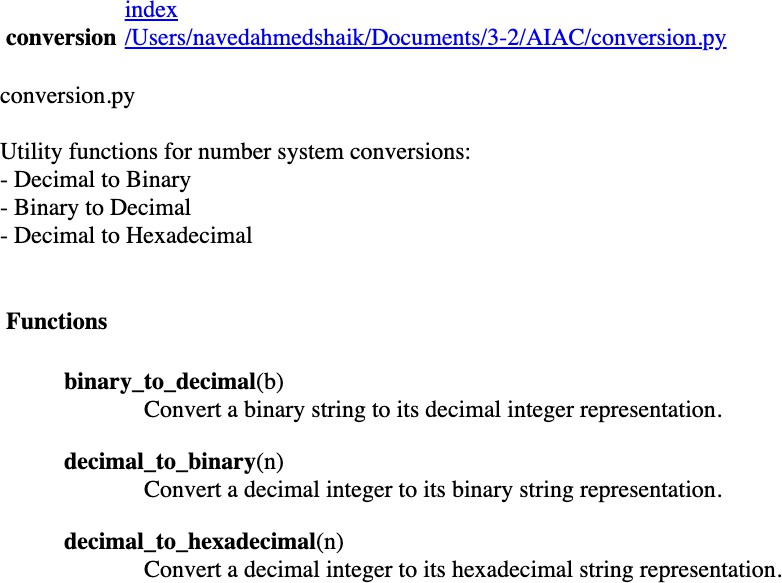 index
conversion /Users/navedahmedshaik/Documents/3-2/AIAC/conversion.py
conversion.py
Utility functions for number system conversions:
- Decimal to Binary
- Binary to Decimal
- Decimal to Hexadecimal
Functions
binary_to_decimal(b)
Convert a binary string to its decimal integer representation.
decimal_to_binary(n)
Convert a decimal integer to its binary string representation.
decimal_to_hexadecimal(n)
Convert a decimal integer to its hexadecimal string representation.